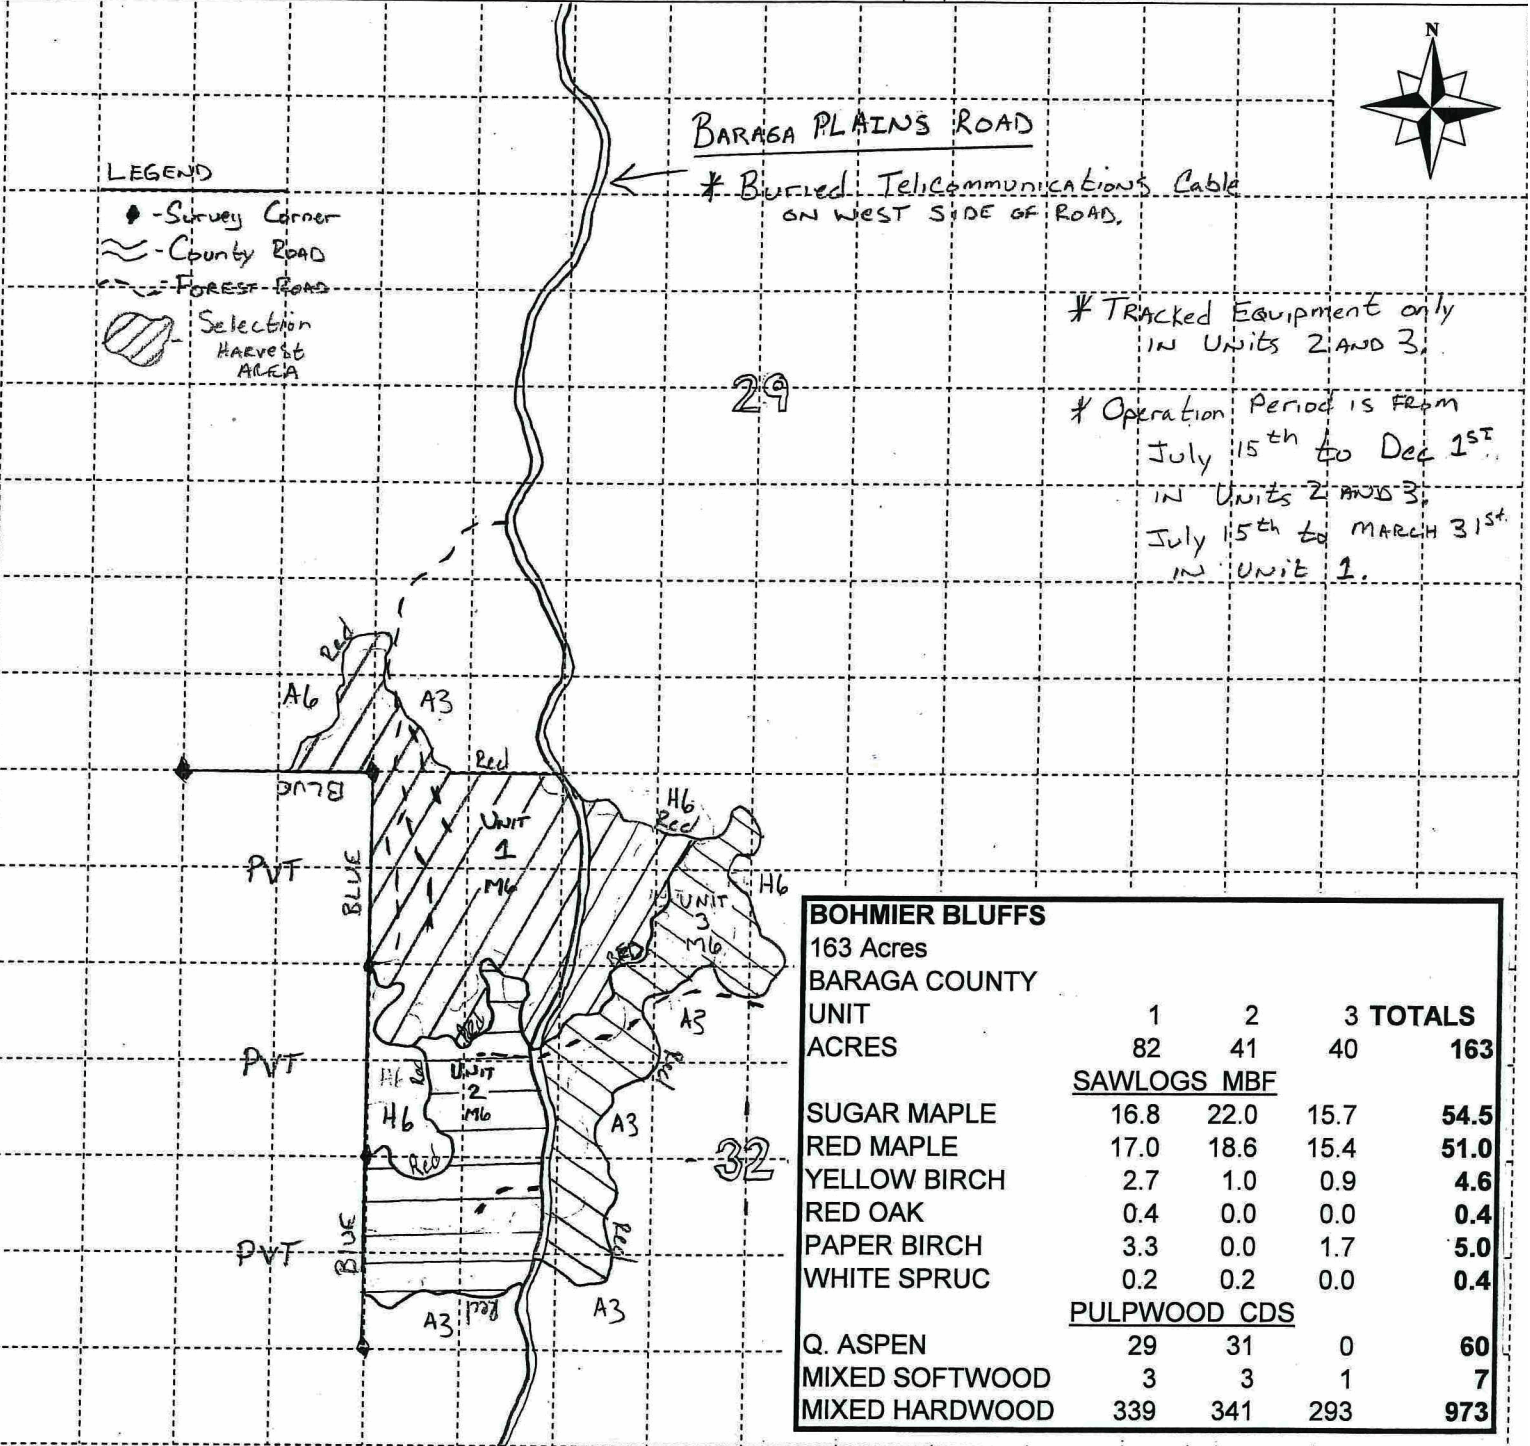 N
BARAGA PLAINS ROAD
* Buried Telicommunications Cable
ON WEST SIDE OF ROAD.
LEGEND
- Survey Corner
- County ROAD
- FOREST ROAD
- Selection
HARVEST
AREA
* TRACKED Equipment only
IN UNITS 2 AND 3.
29
* Operation Period is FROM
July 15th to Dec 1ST
IN UNITS 2 AND 3.
July 15th to MARCH 31st.
IN UNIT 1.
Red
A6
A3
Red
BLUE
H6
Red
UNIT
1
M6
PVT
BLUE
H6
UNIT
3
M6
RED
Red
A3
PVT
H6
Red
UNIT
2
M6
Red
H6
A3
Red
32
PVT
BLUE
Red
A3
Red
A3
BOHMIER BLUFFS
163 Acres
BARAGA COUNTY
UNIT 1 2 3 TOTALS
ACRES 82 41 40 163
SAWLOGS MBF
SUGAR MAPLE 16.8 22.0 15.7 54.5
RED MAPLE 17.0 18.6 15.4 51.0
YELLOW BIRCH 2.7 1.0 0.9 4.6
RED OAK 0.4 0.0 0.0 0.4
PAPER BIRCH 3.3 0.0 1.7 5.0
WHITE SPRUC 0.2 0.2 0.0 0.4
PULPWOOD CDS
Q. ASPEN 29 31 0 60
MIXED SOFTWOOD 3 3 1 7
MIXED HARDWOOD 339 341 293 973